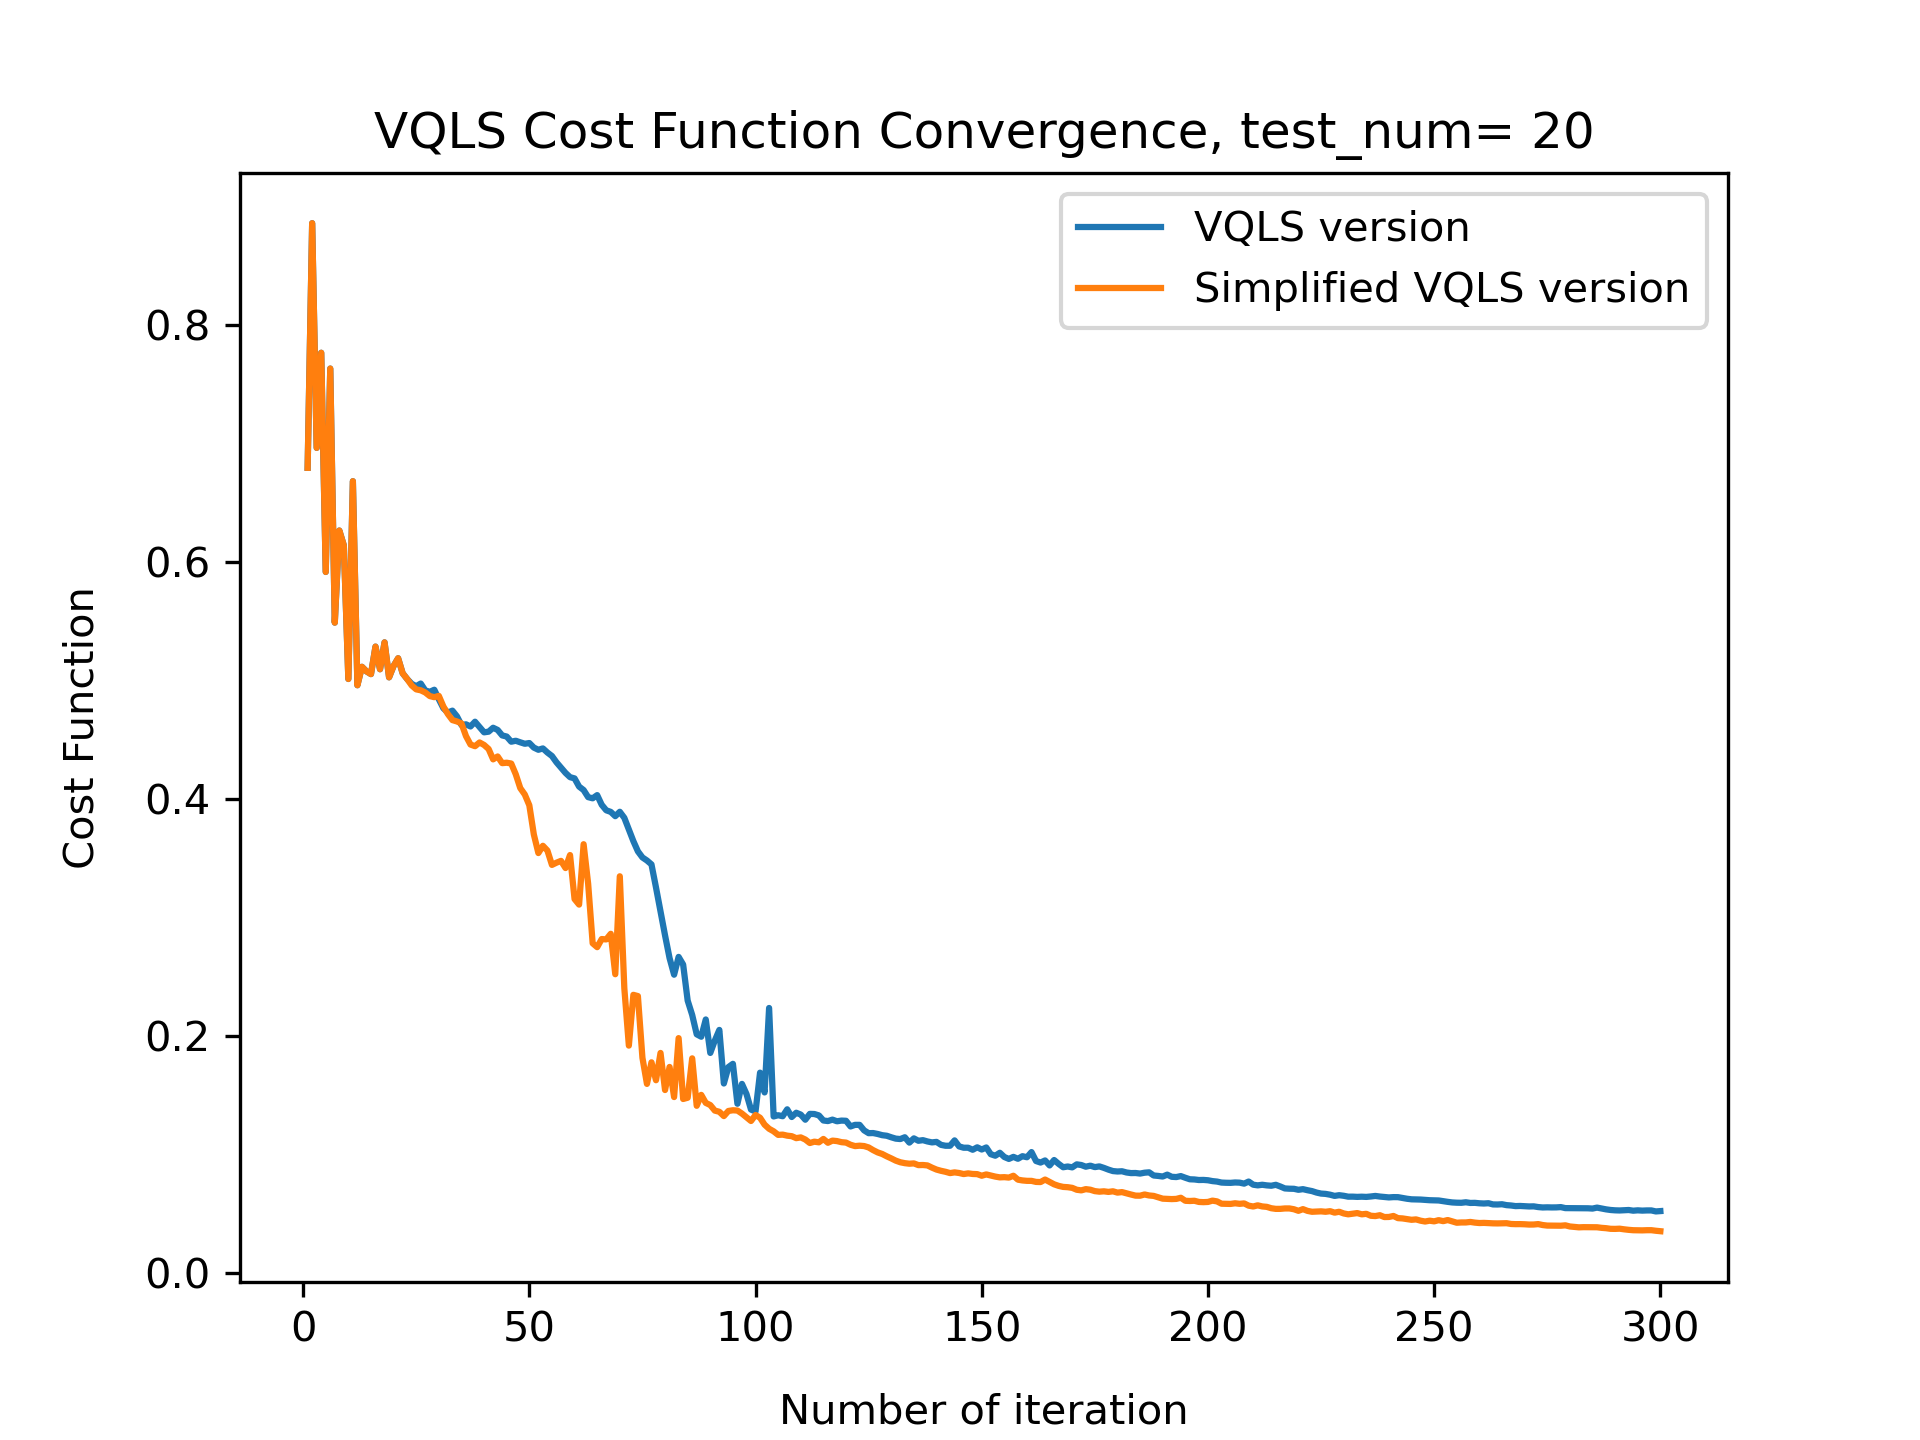 VQLS Cost Function Convergence, test_num= 20
VQLS version
Simplified VQLS version
Cost Function
0.8
0.6
0.4
0.2
0.0
0 50 100 150 200 250 300
Number of iteration